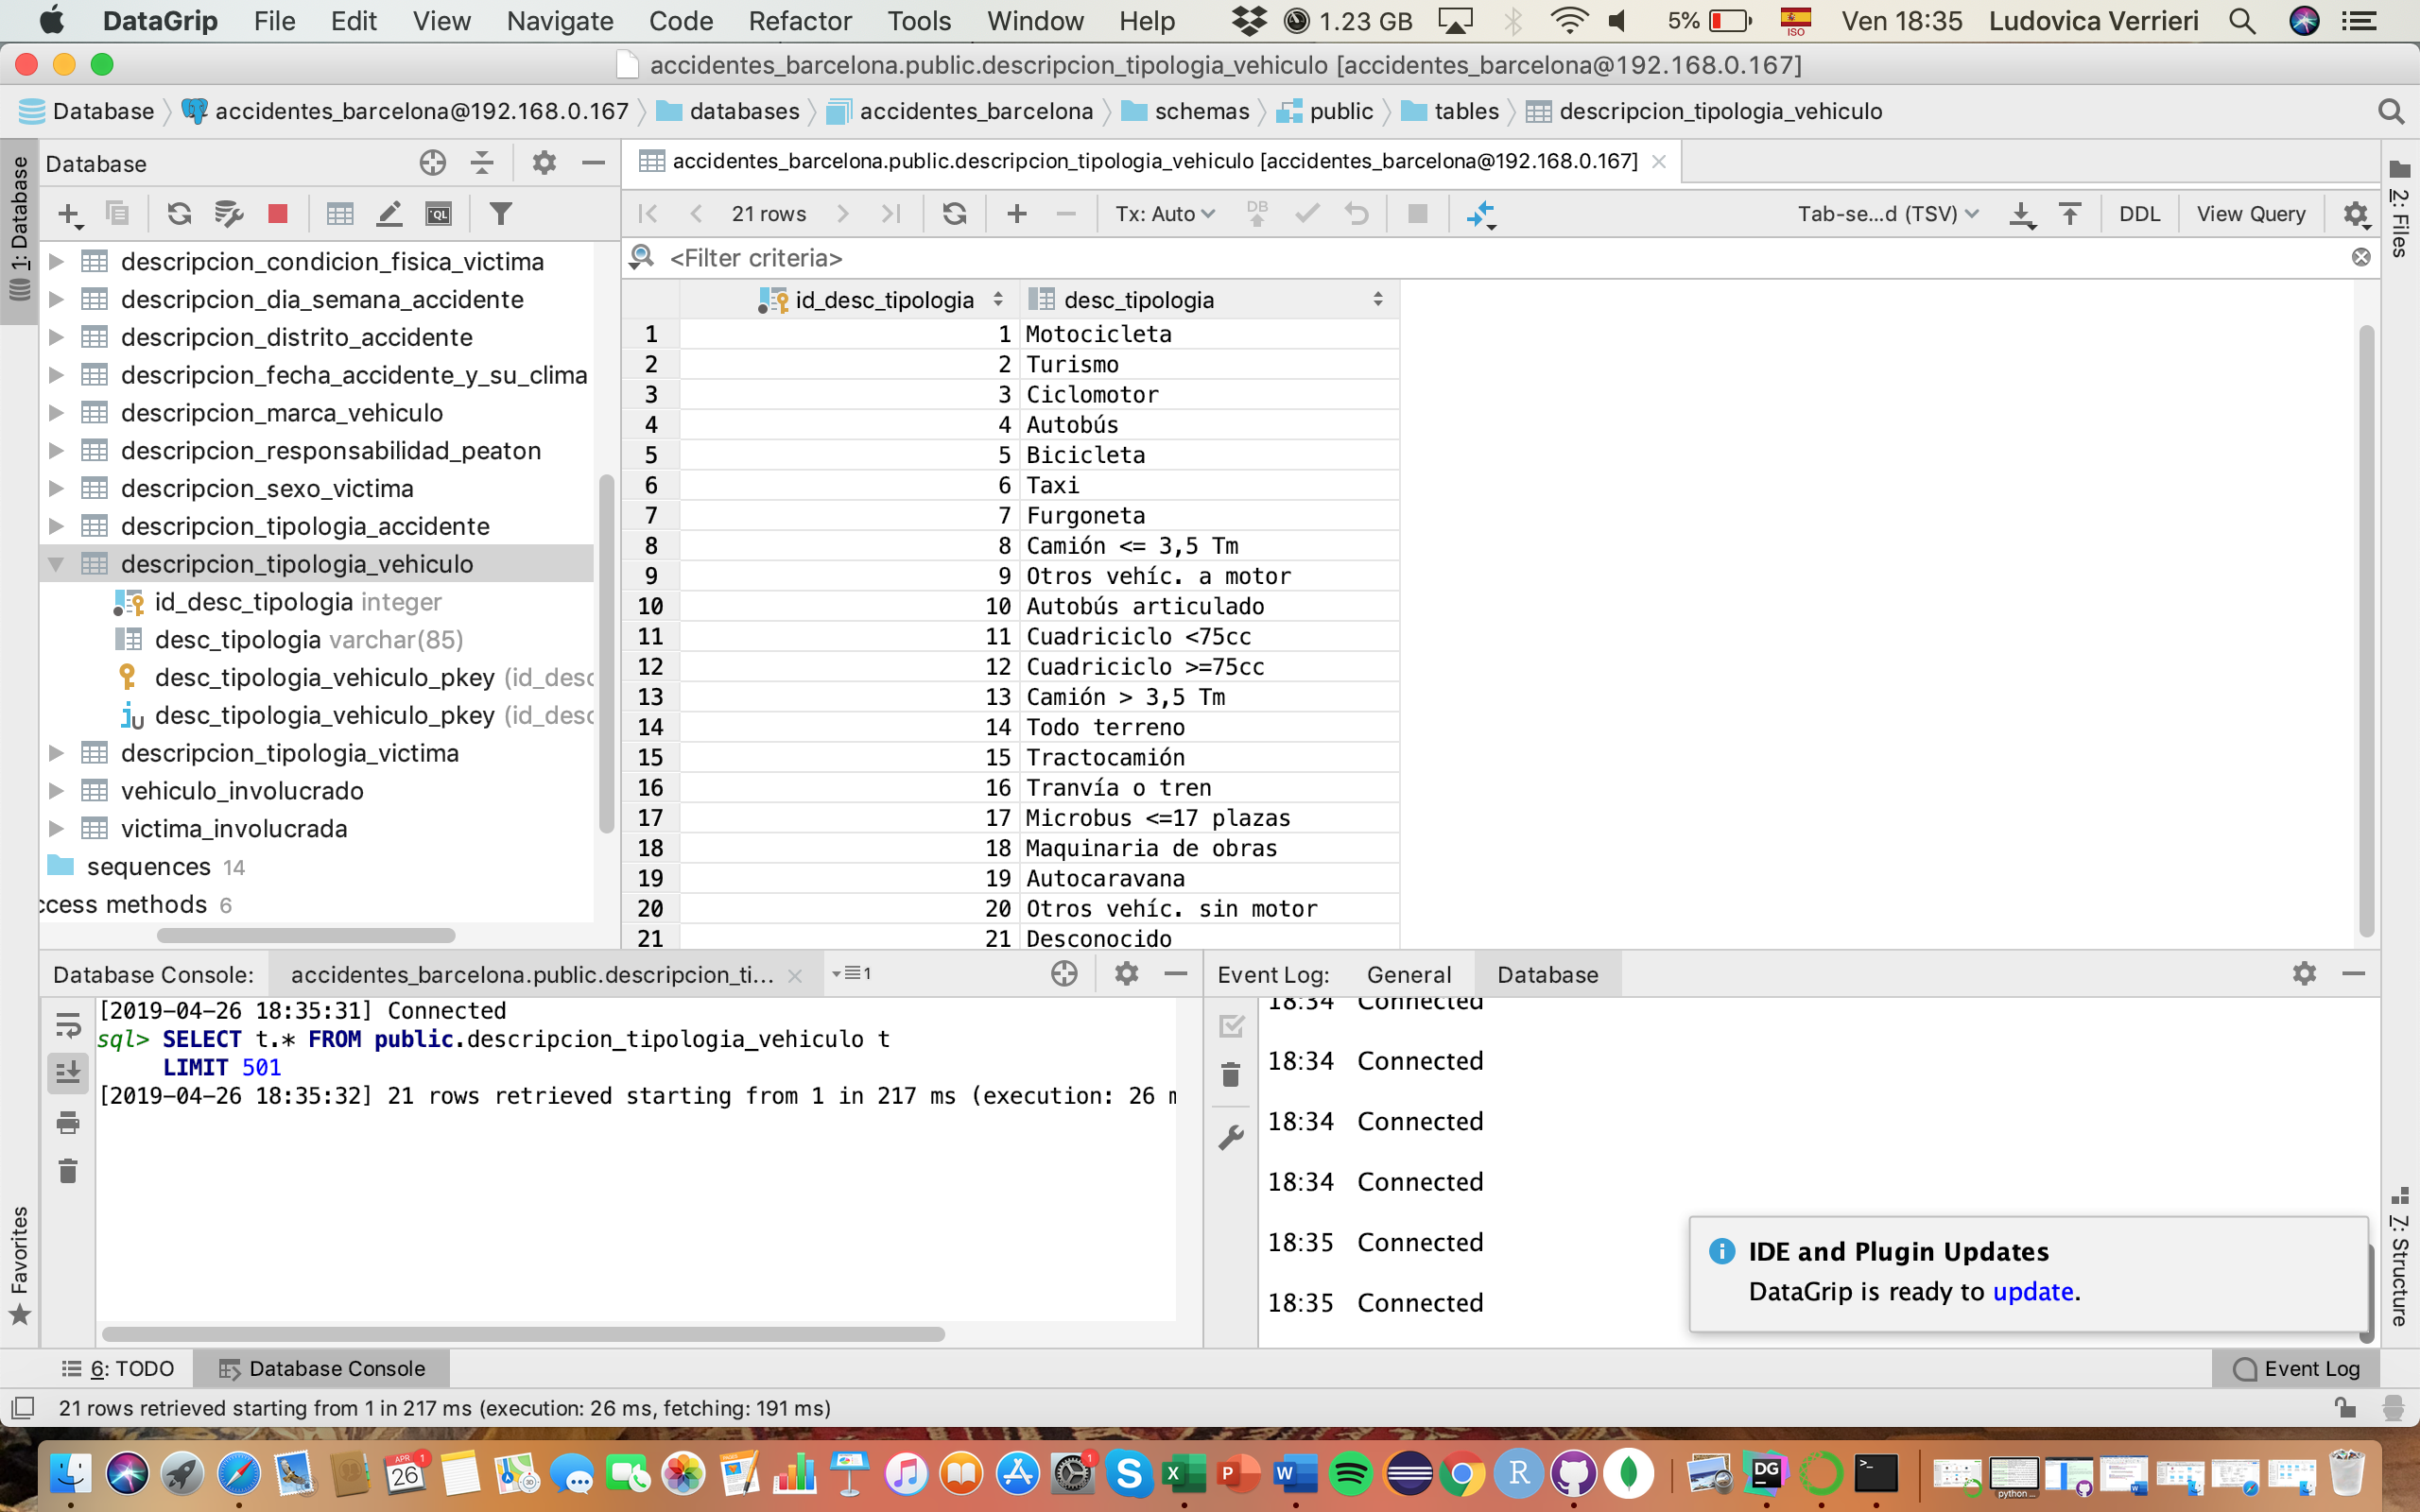 DataGrip File Edit View Navigate Code Refactor Tools Window Help 1.23 GB 5% ISO Ven 18:35 Ludovica Verrieri
accidentes_barcelona.public.descripcion_tipologia_vehiculo [accidentes_barcelona@192.168.0.167]
Database accidentes_barcelona@192.168.0.167 databases accidentes_barcelona schemas public tables descripcion_tipologia_vehiculo
1: Database
Database
accidentes_barcelona.public.descripcion_tipologia_vehiculo [accidentes_barcelona@192.168.0.167]
2: Files
QL
21 rows Tx: Auto DB Tab-se...d (TSV) DDL View Query
<Filter criteria>
descripcion_condicion_fisica_victima
descripcion_dia_semana_accidente
descripcion_distrito_accidente
descripcion_fecha_accidente_y_su_clima
descripcion_marca_vehiculo
descripcion_responsabilidad_peaton
descripcion_sexo_victima
descripcion_tipologia_accidente
descripcion_tipologia_vehiculo
id_desc_tipologia integer
desc_tipologia varchar(85)
desc_tipologia_vehiculo_pkey (id_desc
desc_tipologia_vehiculo_pkey (id_desc
descripcion_tipologia_victima
vehiculo_involucrado
victima_involucrada
sequences 14
ccess methods 6
id_desc_tipologia desc_tipologia
1 1 Motocicleta
2 2 Turismo
3 3 Ciclomotor
4 4 Autobús
5 5 Bicicleta
6 6 Taxi
7 7 Furgoneta
8 8 Camión <= 3,5 Tm
9 9 Otros vehíc. a motor
10 10 Autobús articulado
11 11 Cuadriciclo <75cc
12 12 Cuadriciclo >=75cc
13 13 Camión > 3,5 Tm
14 14 Todo terreno
15 15 Tractocamión
16 16 Tranvía o tren
17 17 Microbus <=17 plazas
18 18 Maquinaria de obras
19 19 Autocaravana
20 20 Otros vehíc. sin motor
21 21 Desconocido
Database Console: accidentes_barcelona.public.descripcion_ti... 1
[2019-04-26 18:35:31] Connected
sql> SELECT t.* FROM public.descripcion_tipologia_vehiculo t
LIMIT 501
[2019-04-26 18:35:32] 21 rows retrieved starting from 1 in 217 ms (execution: 26 m
Event Log: General Database
18:34 Connected
18:34 Connected
18:34 Connected
18:34 Connected
18:35 Connected
18:35 Connected
IDE and Plugin Updates
DataGrip is ready to update.
Favorites
7: Structure
6: TODO Database Console Event Log
21 rows retrieved starting from 1 in 217 ms (execution: 26 ms, fetching: 191 ms)
APR 26 1 1 S X P W R DG >_ python ...